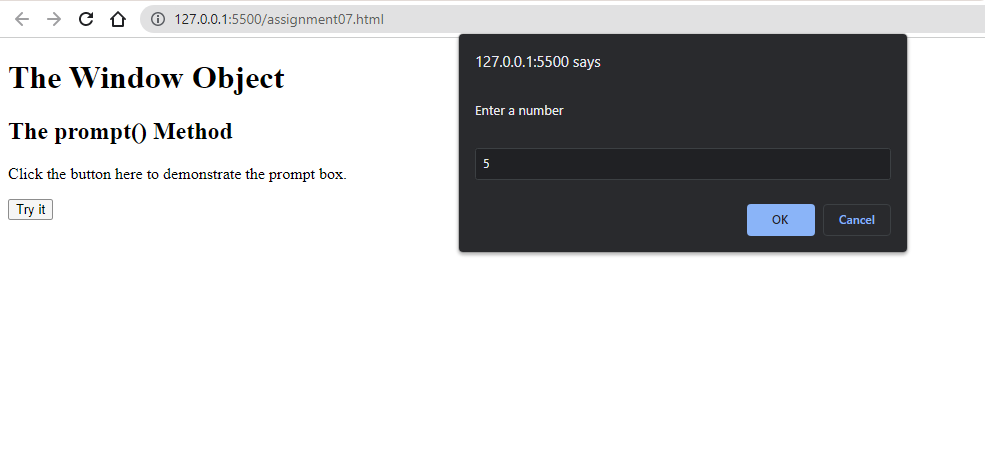 127.0.0.1:5500/assignment07.html
The Window Object
The prompt() Method
Click the button here to demonstrate the prompt box.
Try it
127.0.0.1:5500 says
Enter a number
5
OK
Cancel